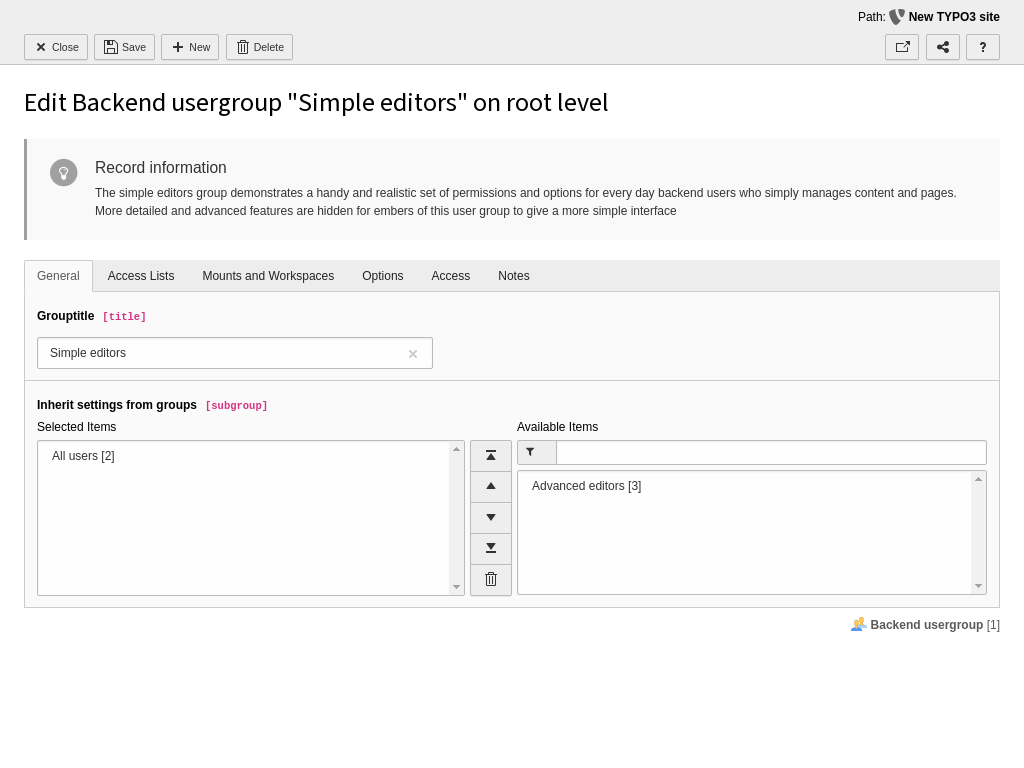 Path: New TYPO3 site
Close Save New Delete ?
Edit Backend usergroup "Simple editors" on root level
Record information
The simple editors group demonstrates a handy and realistic set of permissions and options for every day backend users who simply manages content and pages.
More detailed and advanced features are hidden for embers of this user group to give a more simple interface
General Access Lists Mounts and Workspaces Options Access Notes
Grouptitle [title]
Simple editors
Inherit settings from groups [subgroup]
Selected Items Available Items
All users [2]
Advanced editors [3]
Backend usergroup [1]